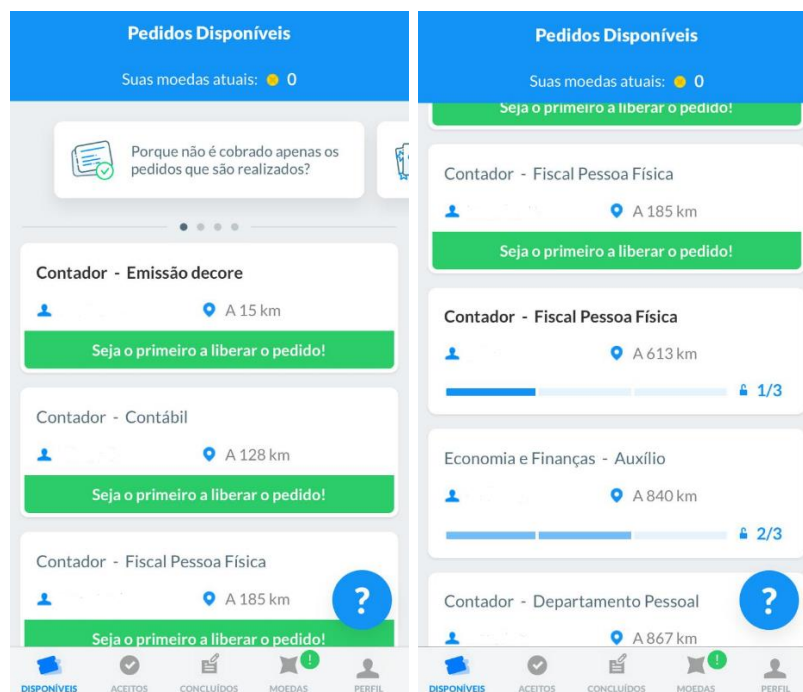 Pedidos Disponíveis
Suas moedas atuais: 0
Porque não é cobrado apenas os
pedidos que são realizados?
Contador - Emissão decore
A 15 km
Seja o primeiro a liberar o pedido!
Contador - Contábil
A 128 km
Seja o primeiro a liberar o pedido!
Contador - Fiscal Pessoa Física
A 185 km
?
Seja o primeiro a liberar o pedido!
!
DISPONÍVEIS ACEITOS CONCLUÍDOS MOEDAS PERFIL
Pedidos Disponíveis
Suas moedas atuais: 0
Seja o primeiro a liberar o pedido!
Contador - Fiscal Pessoa Física
A 185 km
Seja o primeiro a liberar o pedido!
Contador - Fiscal Pessoa Física
A 613 km
1/3
Economia e Finanças - Auxílio
A 840 km
2/3
Contador - Departamento Pessoal
?
A 867 km
!
DISPONÍVEIS ACEITOS CONCLUÍDOS MOEDAS PERFIL